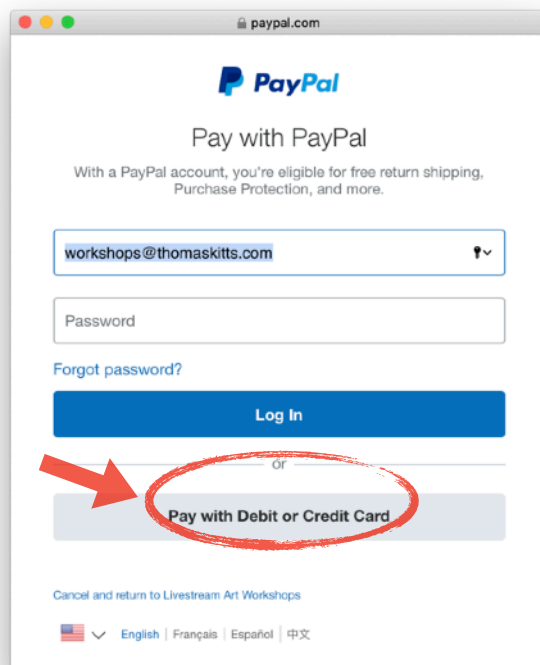 paypal.com
PayPal
Pay with PayPal
With a PayPal account, you're eligible for free return shipping,
Purchase Protection, and more.
workshops@thomaskitts.com
Password
Forgot password?
Log In
or
Pay with Debit or Credit Card
Cancel and return to Livestream Art Workshops
English | Français | Español | 中文